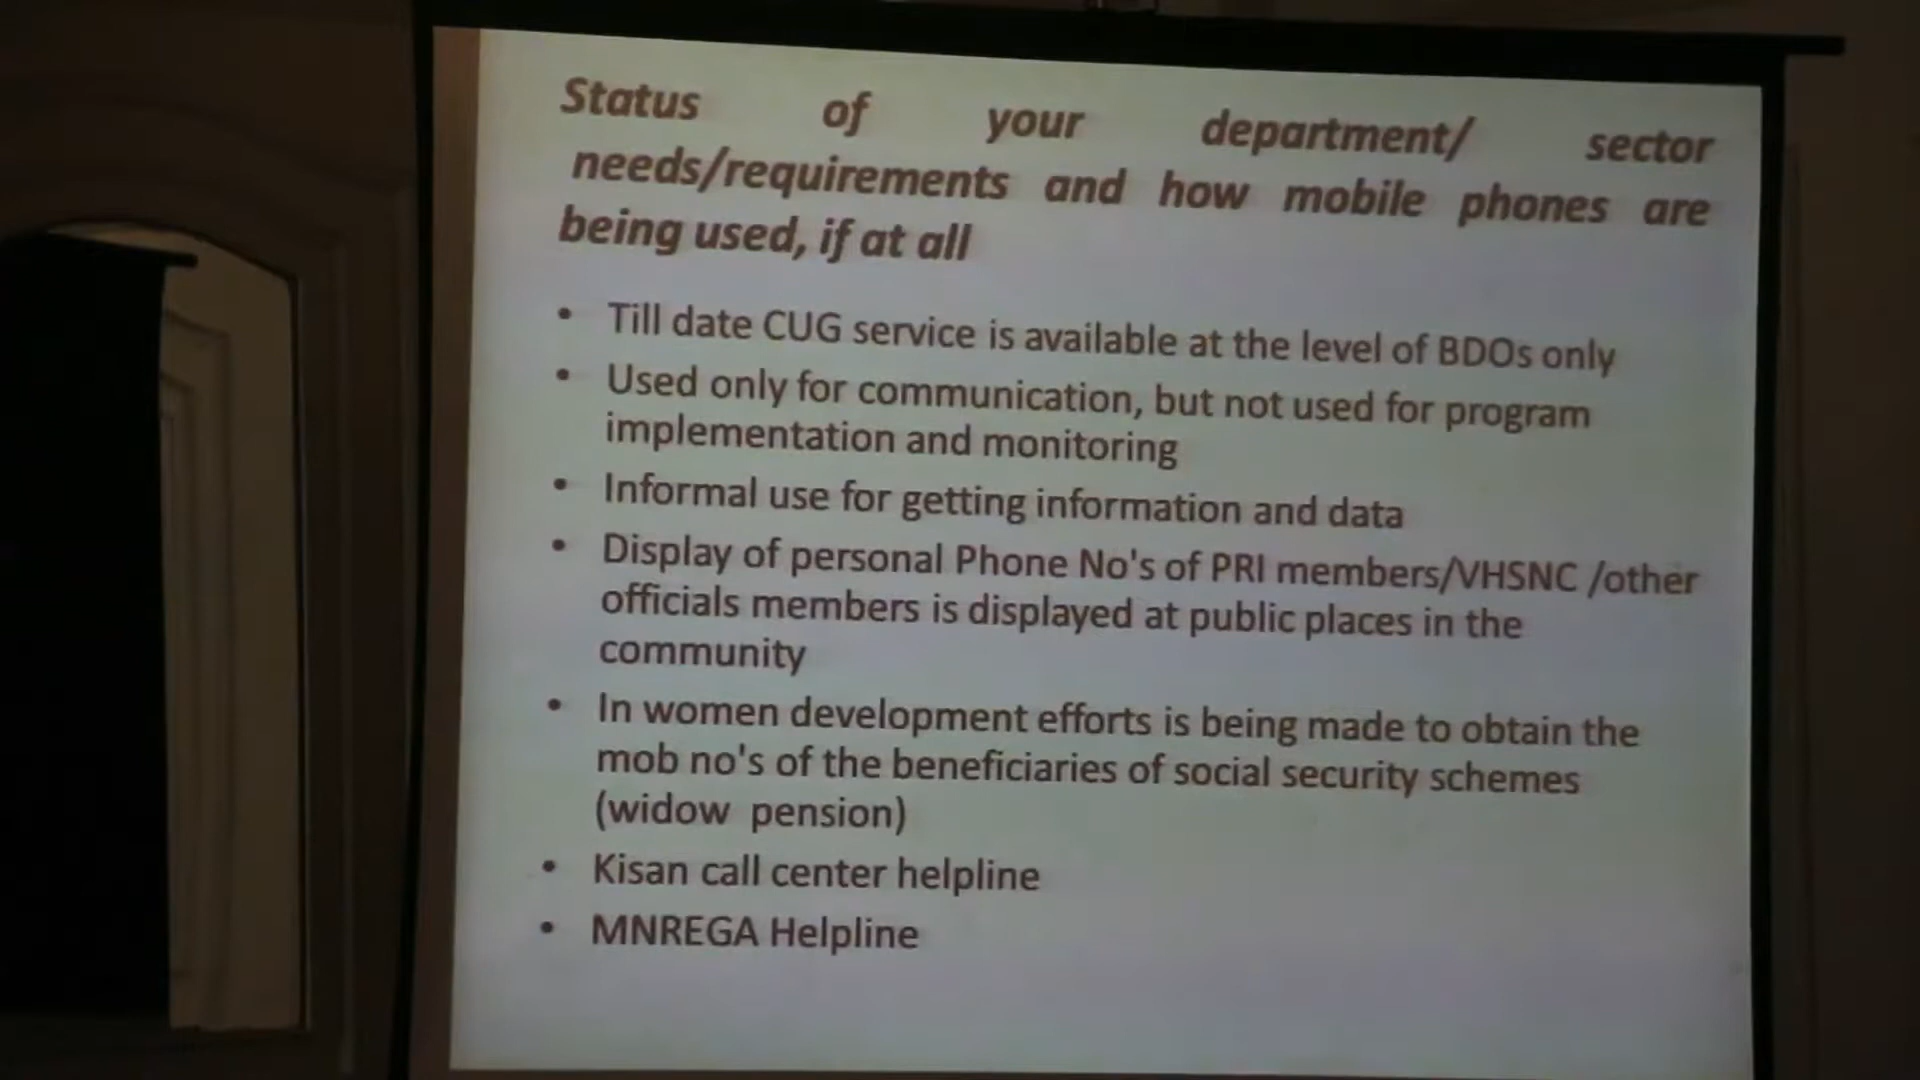 Status of your department/ sector
needs/requirements and how mobile phones are
being used, if at all
• Till date CUG service is available at the level of BDOs only
• Used only for communication, but not used for program
implementation and monitoring
• Informal use for getting information and data
• Display of personal Phone No's of PRI members/VHSNC /other
officials members is displayed at public places in the
community
• In women development efforts is being made to obtain the
mob no's of the beneficiaries of social security schemes
(widow pension)
• Kisan call center helpline
• MNREGA Helpline